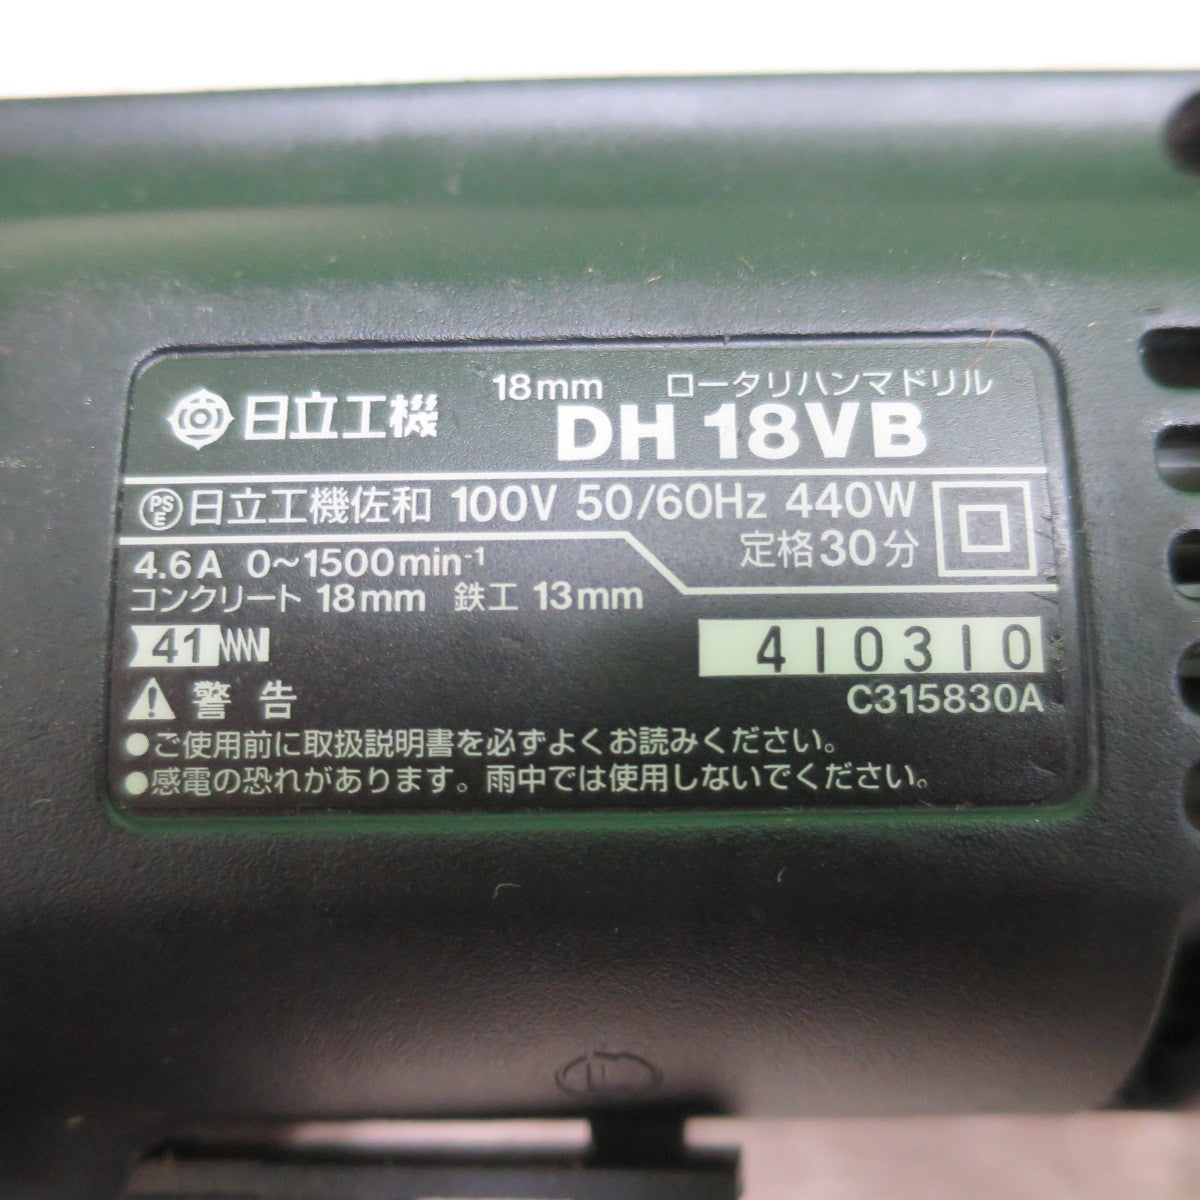 日立工機 18mm ロータリハンマドリル
DH 18VB
PSE 日立工機佐和 100V 50/60Hz 440W
定格30分
4.6A 0~1500min-1
コンクリート 18mm 鉄工 13mm
41
410310
C315830A
警告
●ご使用前に取扱説明書を必ずよくお読みください。
●感電の恐れがあります。雨中では使用しないでください。